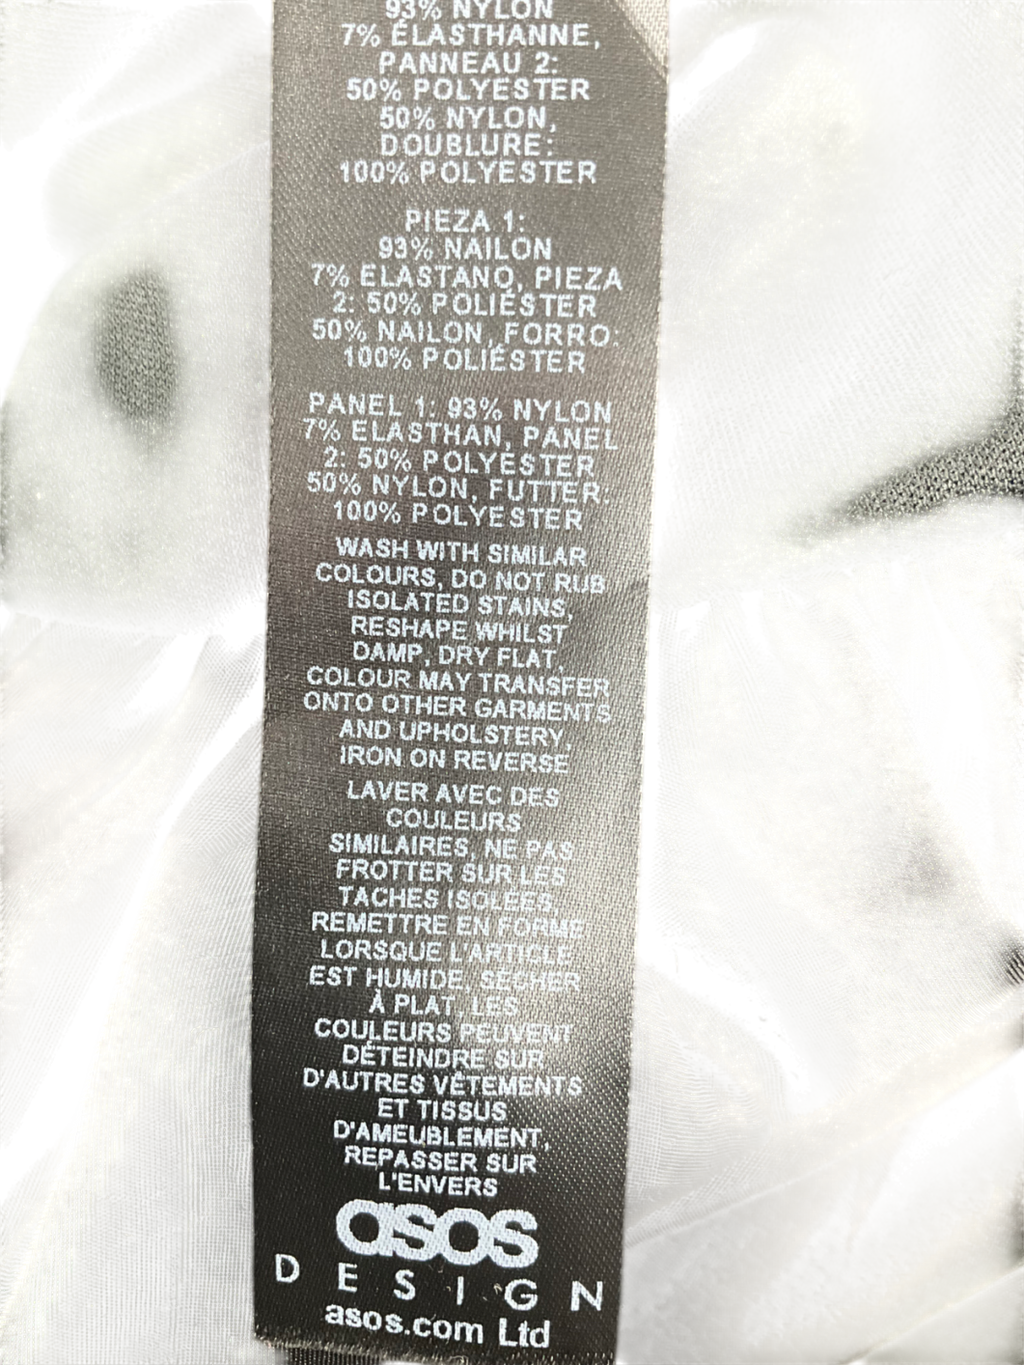 93% NYLON
7% ÉLASTHANNE,
PANNEAU 2:
50% POLYESTER
50% NYLON,
DOUBLURE:
100% POLYESTER
PIEZA 1:
93% NAILON
7% ELASTANO, PIEZA
2: 50% POLIÉSTER
50% NAILON, FORRO:
100% POLIÉSTER
PANEL 1: 93% NYLON
7% ELASTHAN, PANEL
2: 50% POLYESTER
50% NYLON, FUTTER:
100% POLYESTER
WASH WITH SIMILAR
COLOURS, DO NOT RUB
ISOLATED STAINS,
RESHAPE WHILST
DAMP, DRY FLAT,
COLOUR MAY TRANSFER
ONTO OTHER GARMENTS
AND UPHOLSTERY,
IRON ON REVERSE
LAVER AVEC DES
COULEURS
SIMILAIRES, NE PAS
FROTTER SUR LES
TACHES ISOLÉES,
REMETTRE EN FORME
LORSQUE L'ARTICLE
EST HUMIDE, SÉCHER
À PLAT, LES
COULEURS PEUVENT
DÉTEINDRE SUR
D'AUTRES VÊTEMENTS
ET TISSUS
D'AMEUBLEMENT,
REPASSER SUR
L'ENVERS
asos
DESIGN
asos.com Ltd